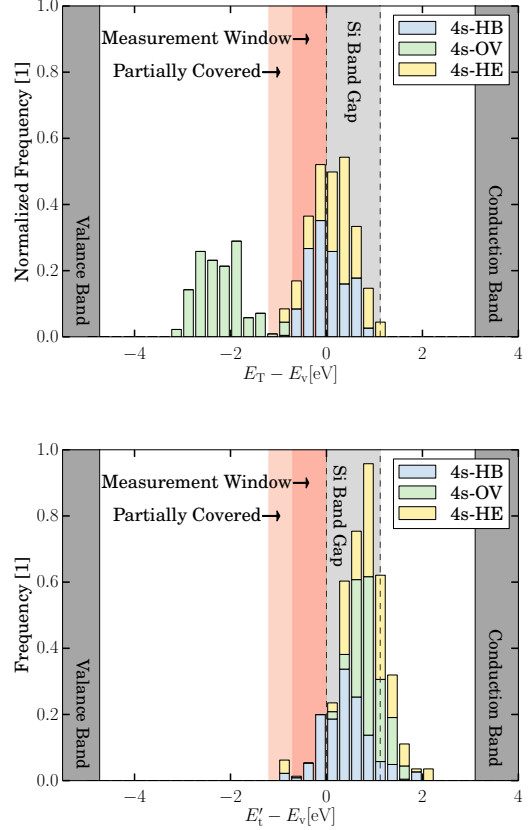 1.0
0.8
0.6
0.4
0.2
0.0
Normalized Frequency [1]
Measurement Window
Partially Covered
Si Band Gap
4s-HB
4s-OV
4s-HE
Valance Band
Conduction Band
−4
−2
0
2
4
E_T − E_v[eV]
1.0
0.8
0.6
0.4
0.2
0.0
Frequency [1]
Measurement Window
Partially Covered
Si Band Gap
4s-HB
4s-OV
4s-HE
Valance Band
Conduction Band
−4
−2
0
2
4
E′_t − E_v[eV]